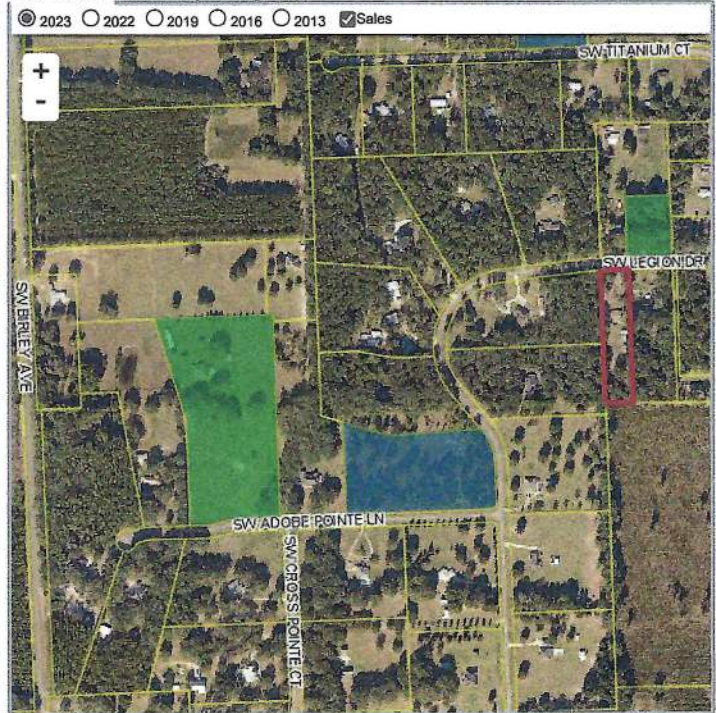 2023 2022 2019 2016 2013 Sales
+
-
SW TITANIUM CT
SW LEGION DR
SW BIRLEY AVE
SW ADOBE POINTE LN
SW CROSS POINTE CT